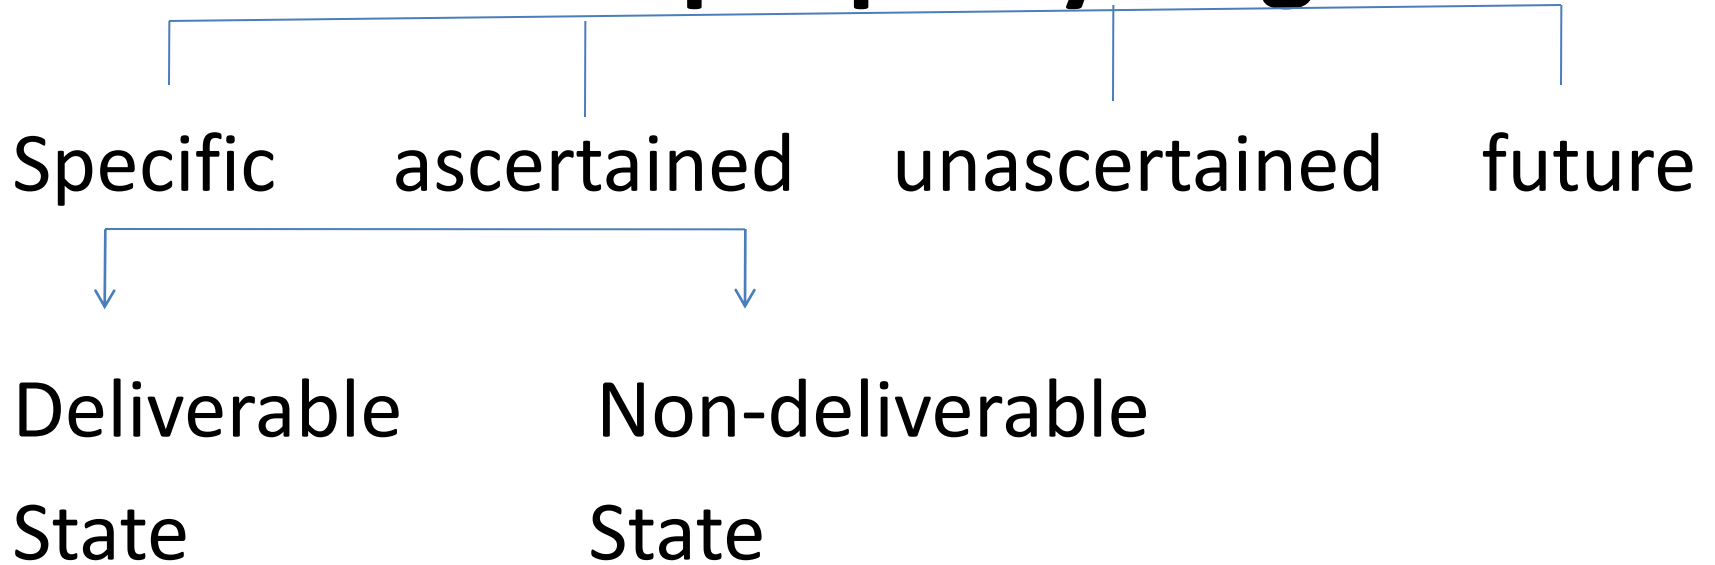 Specific ascertained unascertained future
Deliverable Non-deliverable
State State